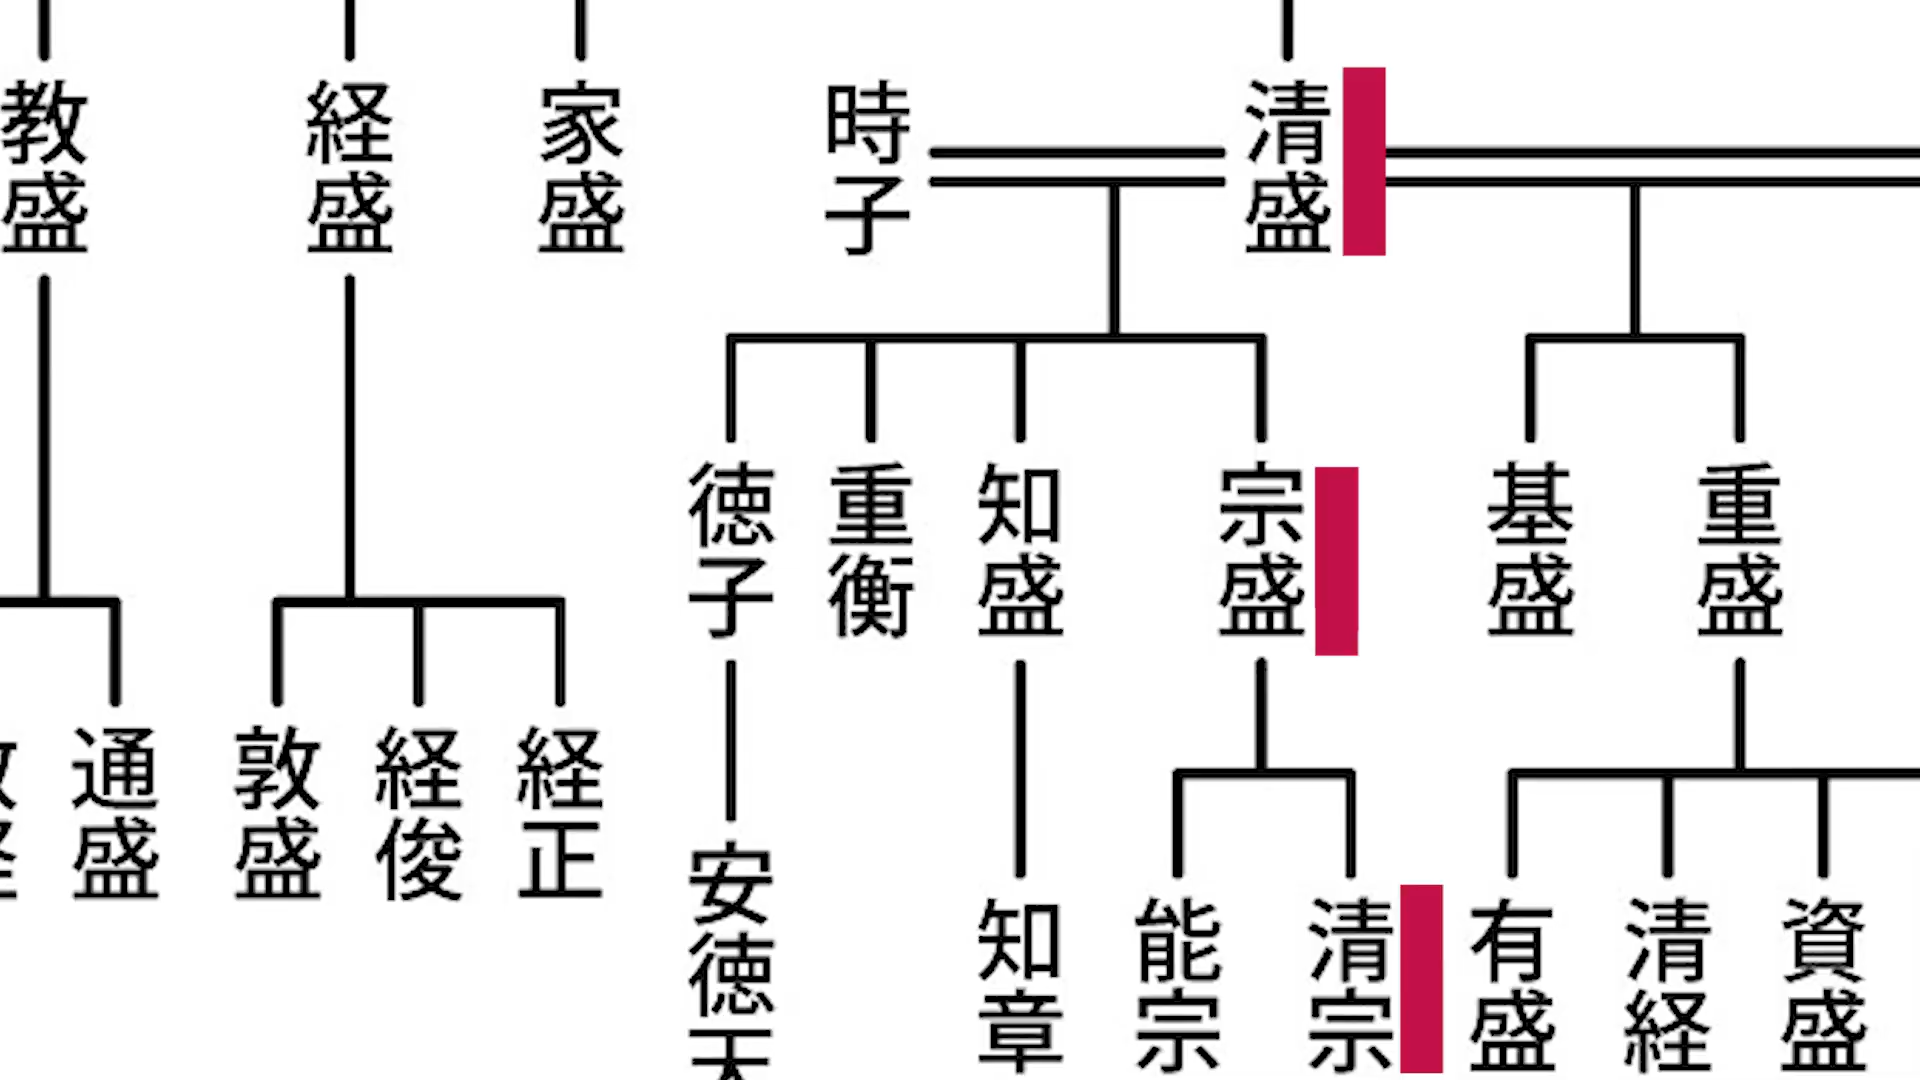 清盛
時子
家盛
経盛
教盛
重盛
基盛
宗盛
知盛
重衡
徳子
経正
経俊
敦盛
通盛
資盛
清経
有盛
清宗
能宗
知章
安徳天